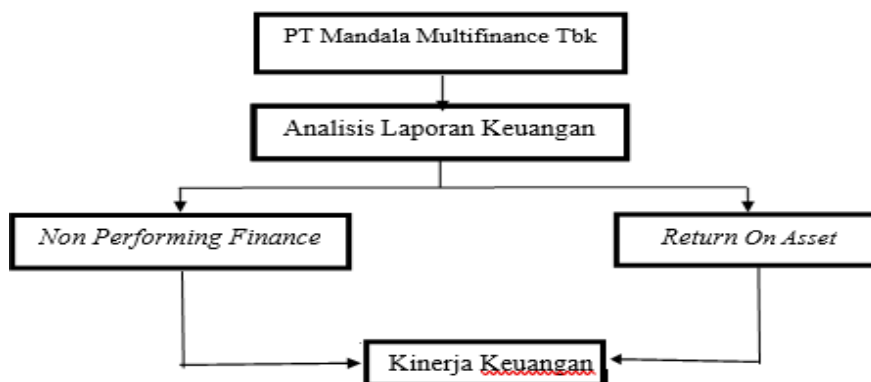 PT Mandala Multifinance Tbk
Analisis Laporan Keuangan
Non Performing Finance
Return On Asset
Kinerja Keuangan